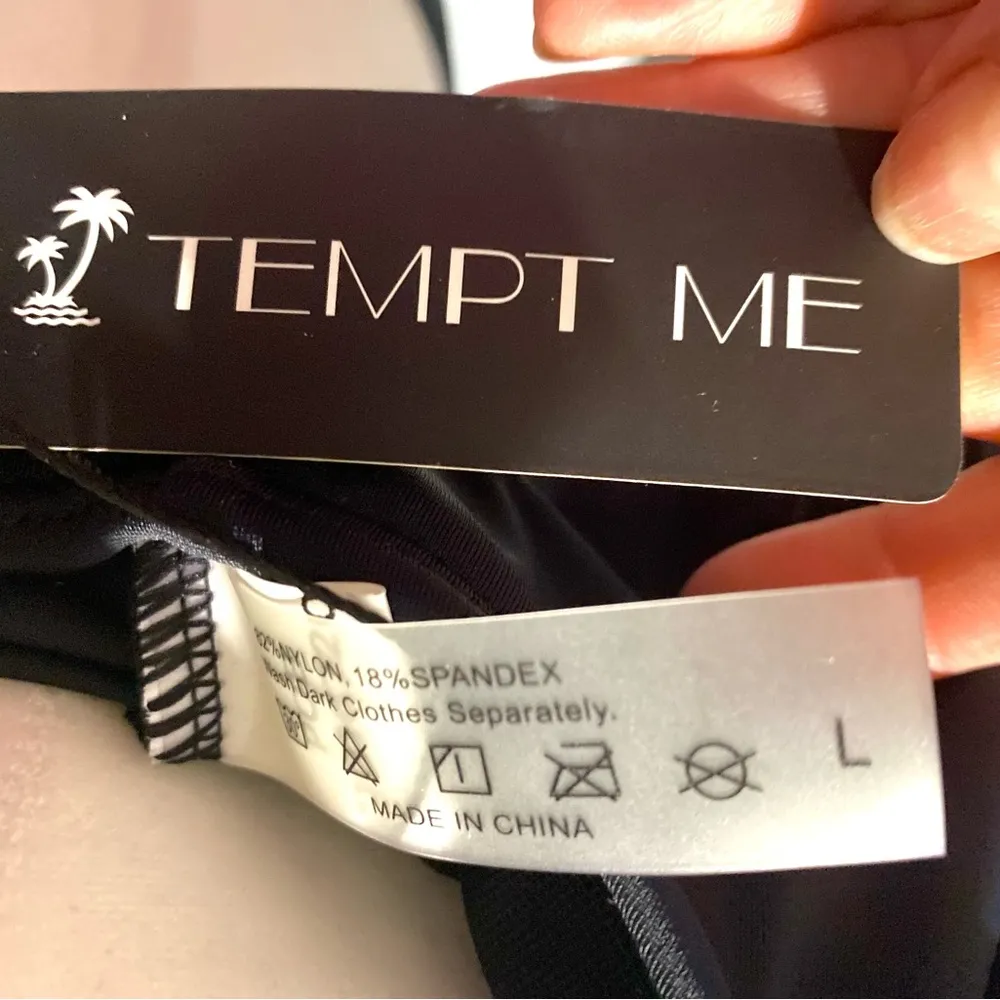 TEMPT ME
82%NYLON, 18%SPANDEX
Wash Dark Clothes Separately.
L
MADE IN CHINA